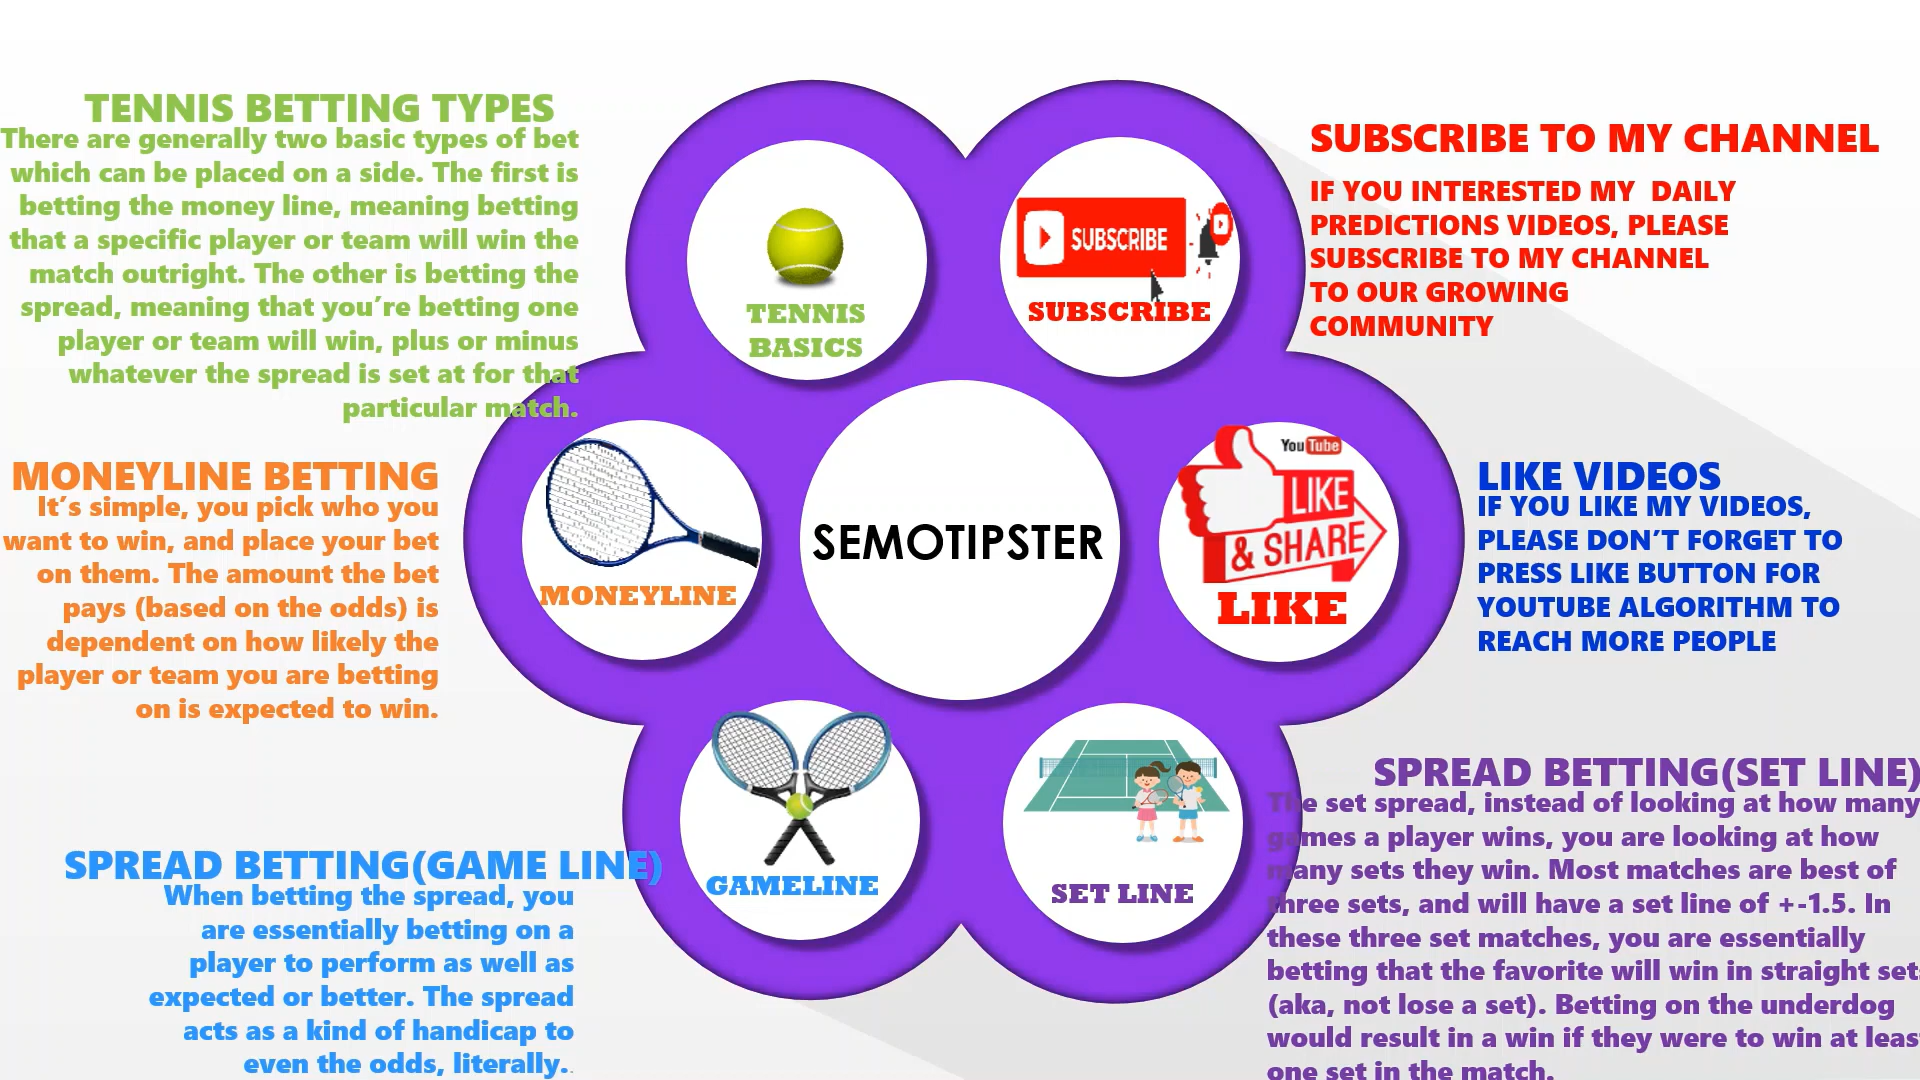 TENNIS BETTING TYPES
There are generally two basic types of bet
which can be placed on a side. The first is
betting the money line, meaning betting
that a specific player or team will win the
match outright. The other is betting the
spread, meaning that you're betting one
player or team will win, plus or minus
whatever the spread is set at for that
particular match.
MONEYLINE BETTING
It's simple, you pick who you
want to win, and place your bet
on them. The amount the bet
pays (based on the odds) is
dependent on how likely the
player or team you are betting
on is expected to win.
SPREAD BETTING(GAME LINE)
When betting the spread, you
are essentially betting on a
player to perform as well as
expected or better. The spread
acts as a kind of handicap to
even the odds, literally..
TENNIS
BASICS
SUBSCRIBE
SUBSCRIBE
MONEYLINE
SEMOTIPSTER
YouTube
LIKE
& SHARE
LIKE
GAMELINE
SET LINE
SUBSCRIBE TO MY CHANNEL
IF YOU INTERESTED MY DAILY
PREDICTIONS VIDEOS, PLEASE
SUBSCRIBE TO MY CHANNEL
TO OUR GROWING
COMMUNITY
LIKE VIDEOS
IF YOU LIKE MY VIDEOS,
PLEASE DON'T FORGET TO
PRESS LIKE BUTTON FOR
YOUTUBE ALGORITHM TO
REACH MORE PEOPLE
SPREAD BETTING(SET LINE)
The set spread, instead of looking at how many
games a player wins, you are looking at how
many sets they win. Most matches are best of
three sets, and will have a set line of +-1.5. In
these three set matches, you are essentially
betting that the favorite will win in straight sets
(aka, not lose a set). Betting on the underdog
would result in a win if they were to win at least
one set in the match.